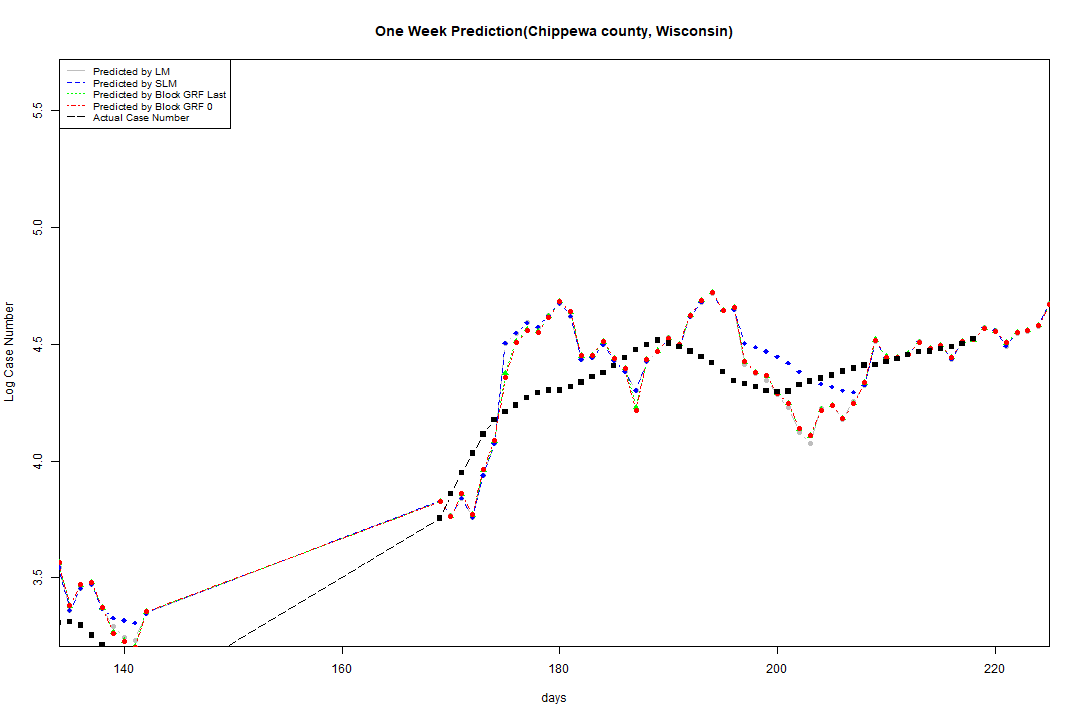 One Week Prediction(Chippewa county, Wisconsin)
Predicted by LM
Predicted by SLM
Predicted by Block GRF Last
Predicted by Block GRF 0
Actual Case Number
5.5
5.0
4.5
4.0
3.5
Log Case Number
140 160 180 200 220
days